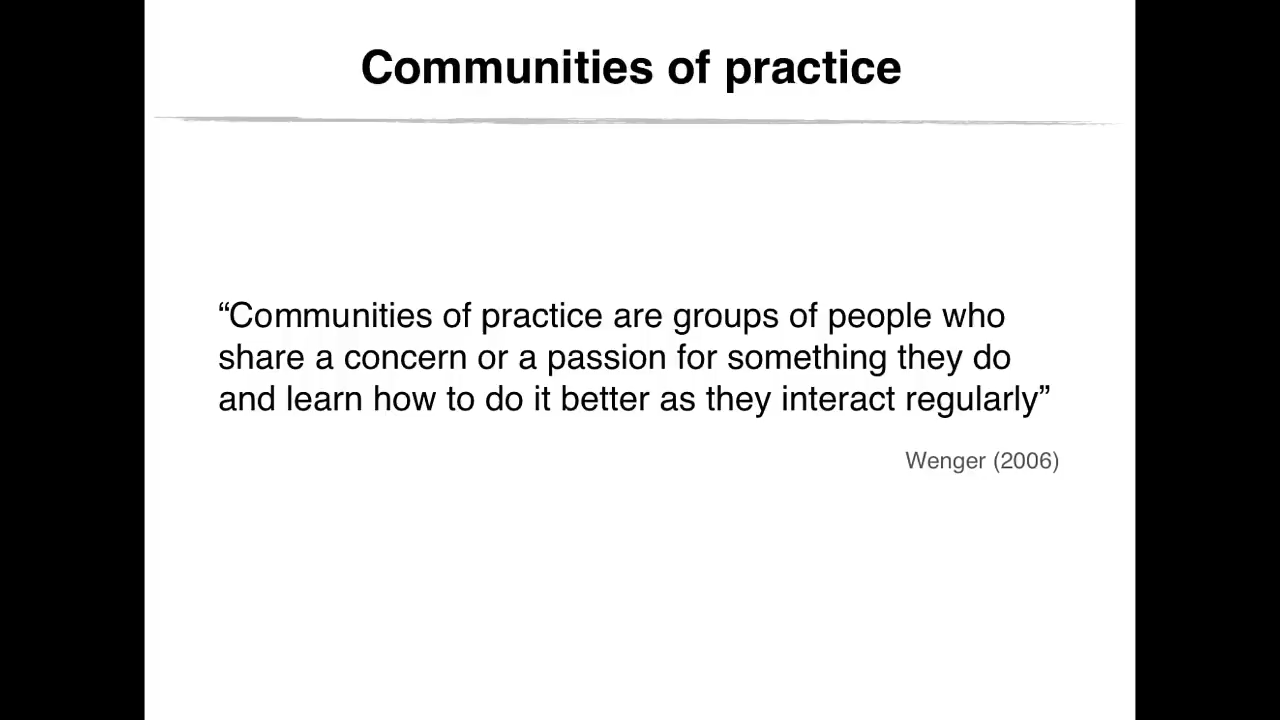 Communities of practice
“Communities of practice are groups of people who
share a concern or a passion for something they do
and learn how to do it better as they interact regularly”
Wenger (2006)